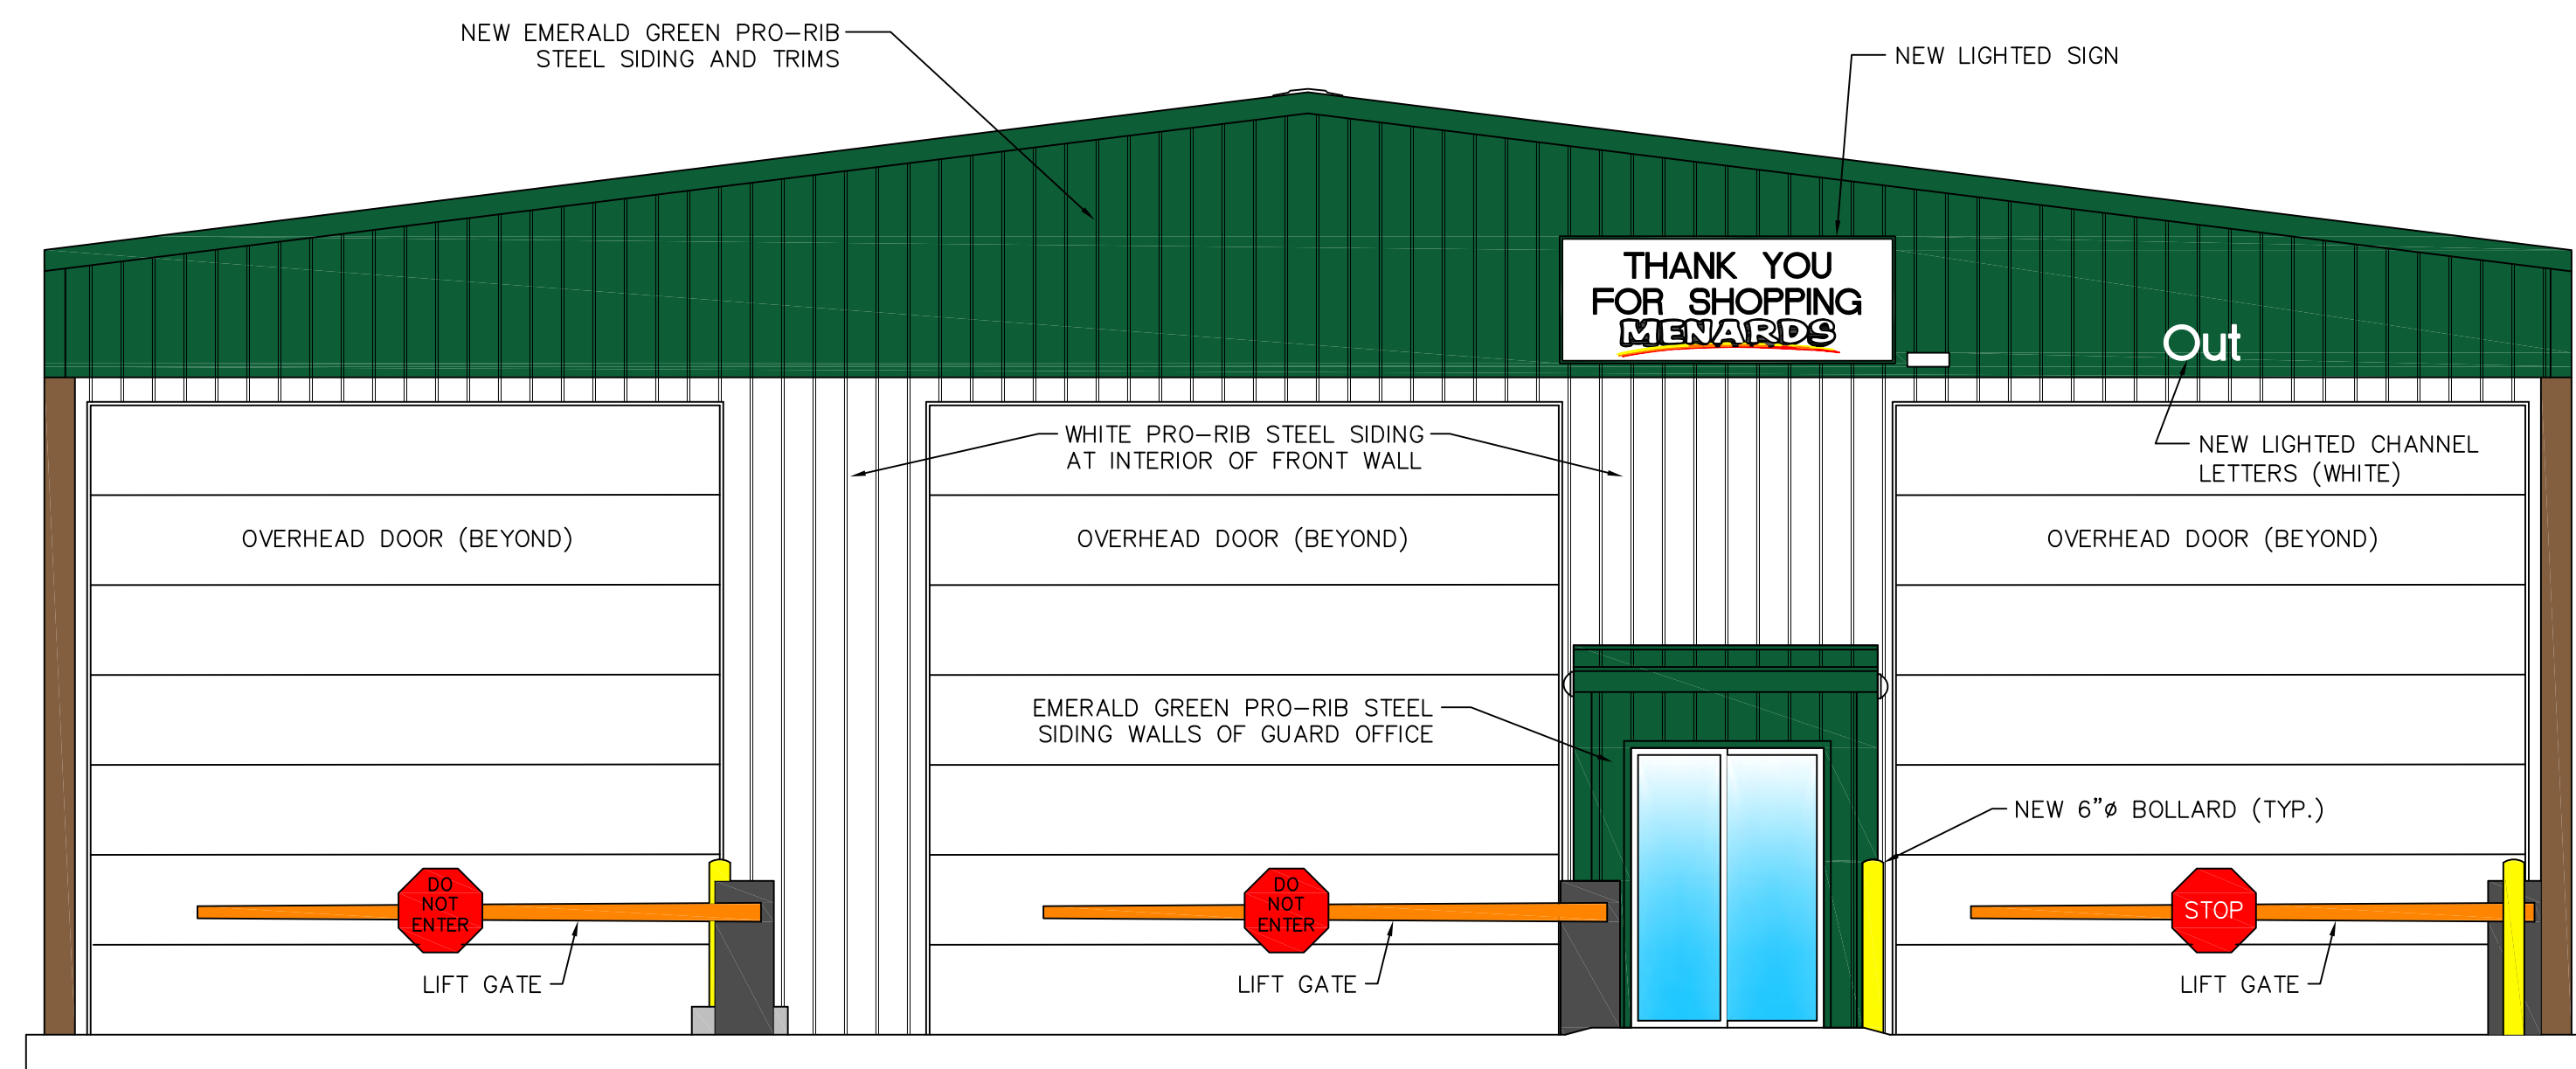 NEW EMERALD GREEN PRO-RIB
STEEL SIDING AND TRIMS
NEW LIGHTED SIGN
THANK YOU
FOR SHOPPING
MENARDS
Out
WHITE PRO-RIB STEEL SIDING
AT INTERIOR OF FRONT WALL
NEW LIGHTED CHANNEL
LETTERS (WHITE)
OVERHEAD DOOR (BEYOND)
OVERHEAD DOOR (BEYOND)
OVERHEAD DOOR (BEYOND)
EMERALD GREEN PRO-RIB STEEL
SIDING WALLS OF GUARD OFFICE
NEW 6"ø BOLLARD (TYP.)
DO
NOT
ENTER
DO
NOT
ENTER
STOP
LIFT GATE
LIFT GATE
LIFT GATE